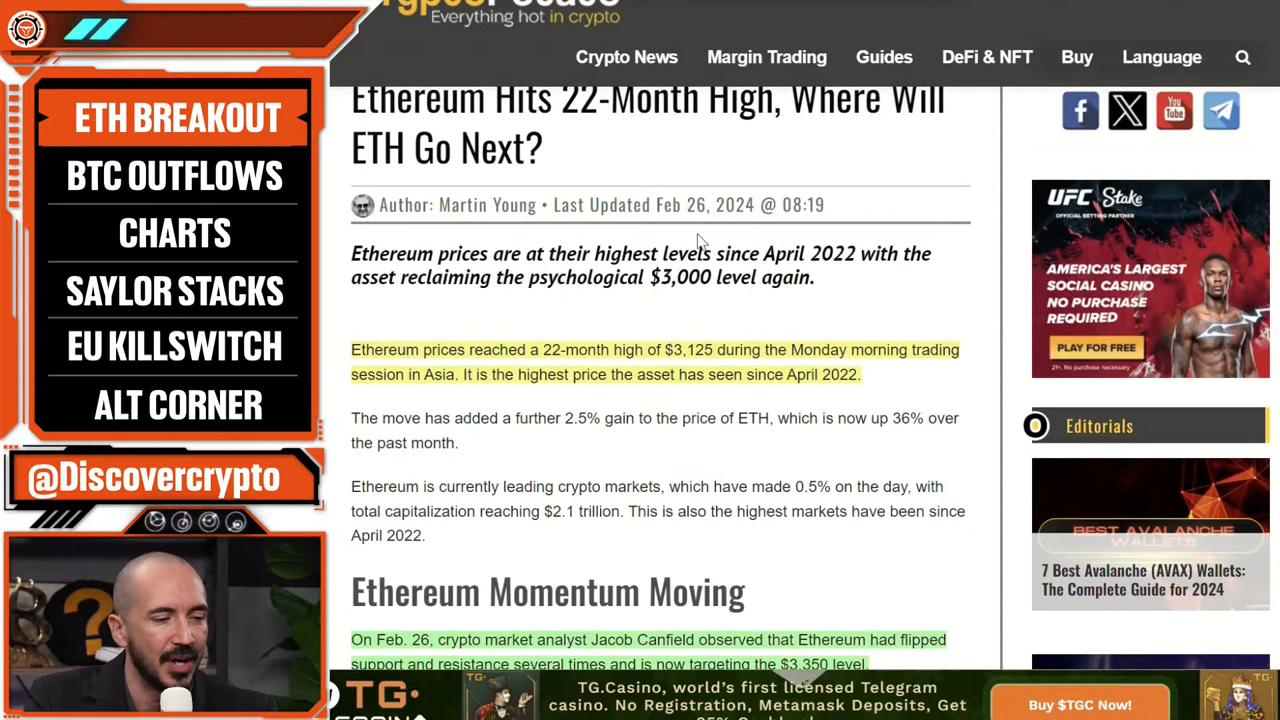 Everything hot in crypto
Crypto News
Margin Trading
Guides
DeFi & NFT
Buy
Language
ETH BREAKOUT
BTC OUTFLOWS
CHARTS
SAYLOR STACKS
EU KILLSWITCH
ALT CORNER
@Discovercrypto
Ethereum Hits 22-Month High, Where Will
ETH Go Next?
Author: Martin Young • Last Updated Feb 26, 2024 @ 08:19
Ethereum prices are at their highest levels since April 2022 with the
asset reclaiming the psychological $3,000 level again.
Ethereum prices reached a 22-month high of $3,125 during the Monday morning trading
session in Asia. It is the highest price the asset has seen since April 2022.
The move has added a further 2.5% gain to the price of ETH, which is now up 36% over
the past month.
Ethereum is currently leading crypto markets, which have made 0.5% on the day, with
total capitalization reaching $2.1 trillion. This is also the highest markets have been since
April 2022.
Ethereum Momentum Moving
On Feb. 26, crypto market analyst Jacob Canfield observed that Ethereum had flipped
support and resistance several times and is now targeting the $3,350 level.
You
Tube
UFC Stake
OFFICIAL BETTING PARTNER
AMERICA'S LARGEST
SOCIAL CASINO
NO PURCHASE
REQUIRED
PLAY FOR FREE
21+. No purchase necessary.
Editorials
BEST AVALANCHE
WALLETS
7 Best Avalanche (AVAX) Wallets:
The Complete Guide for 2024
TG.
TG.Casino, world's first licensed Telegram
casino. No Registration, Metamask Deposits, Get
Buy $TGC Now!